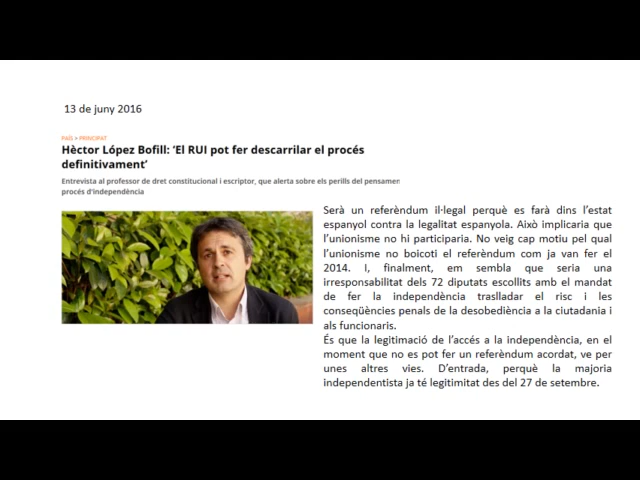 13 de juny 2016
PAÍS > PRINCIPAT
Hèctor López Bofill: ‘El RUI pot fer descarrilar el procés
definitivament’
Entrevista al professor de dret constitucional i escriptor, que alerta sobre els perills del pensamen
procés d'independència
Serà un referèndum il·legal perquè es farà dins l’estat
espanyol contra la legalitat espanyola. Això implicaria que
l’unionisme no hi participaria. No veig cap motiu pel qual
l’unionisme no boicoti el referèndum com ja van fer el
2014. I, finalment, em sembla que seria una
irresponsabilitat dels 72 diputats escollits amb el mandat
de fer la independència traslladar el risc i les
conseqüències penals de la desobediència a la ciutadania i
als funcionaris.
És que la legitimació de l’accés a la independència, en el
moment que no es pot fer un referèndum acordat, ve per
unes altres vies. D’entrada, perquè la majoria
independentista ja té legitimitat des del 27 de setembre.